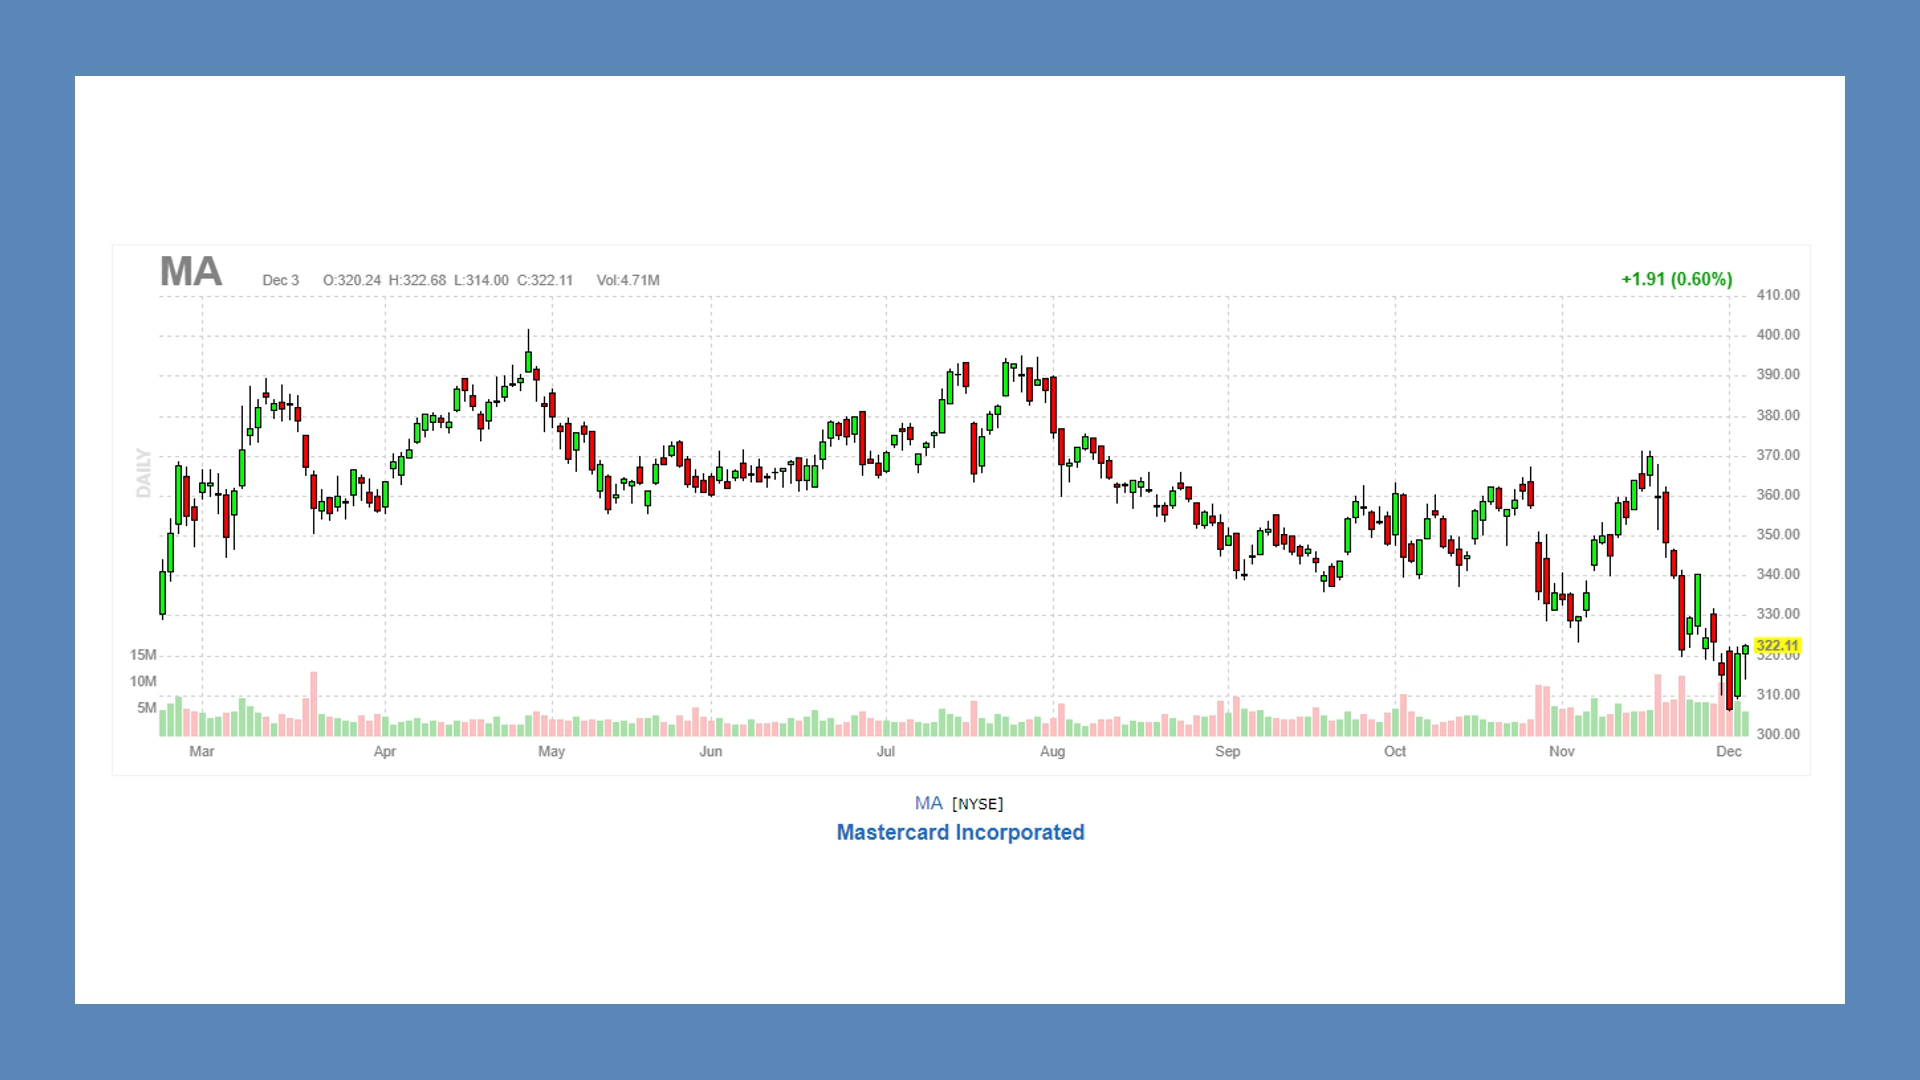 MA Dec 3 O:320.24 H:322.68 L:314.00 C:322.11 Vol:4.71M +1.91 (0.60%)
410.00
400.00
390.00
380.00
370.00
DAILY
360.00
350.00
340.00
330.00
322.11
15M 320.00
10M
310.00
5M
300.00
Mar Apr May Jun Jul Aug Sep Oct Nov Dec
MA [NYSE]
Mastercard Incorporated